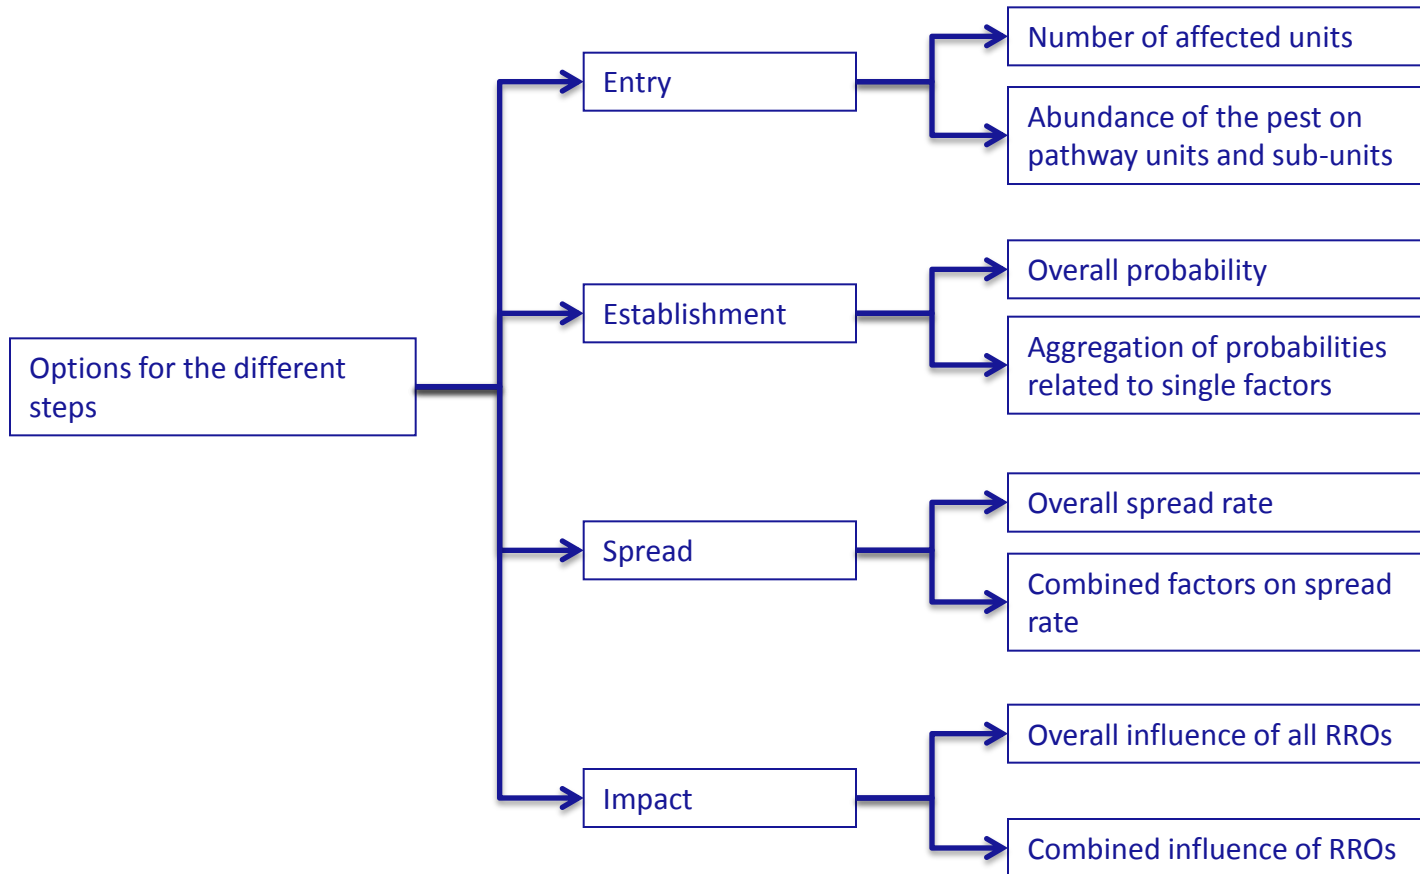 Options for the different
steps
Entry
Number of affected units
Abundance of the pest on
pathway units and sub-units
Establishment
Overall probability
Aggregation of probabilities
related to single factors
Spread
Overall spread rate
Combined factors on spread
rate
Impact
Overall influence of all RROs
Combined influence of RROs